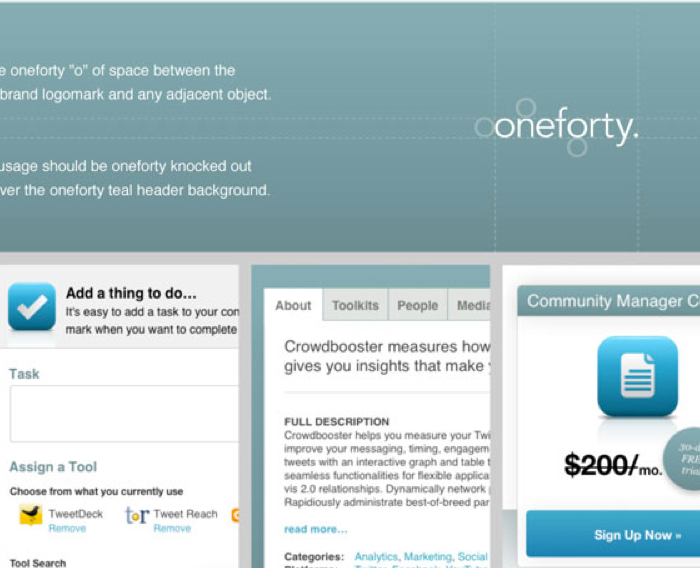 e oneforty "o" of space between the
brand logomark and any adjacent object.
usage should be oneforty knocked out
ver the oneforty teal header background.
oneforty.
Add a thing to do...
It's easy to add a task to your con
mark when you want to complete
Task
Assign a Tool
Choose from what you currently use
TweetDeck
Remove
tor Tweet Reach
Remove
Tool Search
About Toolkits People Media
Crowdbooster measures how
gives you insights that make
FULL DESCRIPTION
Crowdbooster helps you measure your Twi
improve your messaging, timing, engagem
tweets with an interactive graph and table t
seamless functionalities for flexible applica
vis 2.0 relationships. Dynamically network
Rapidiously administrate best-of-breed par
read more...
Categories: Analytics, Marketing, Social
Community Manager C
$200/mo.
30-d
FRE
tria
Sign Up Now »